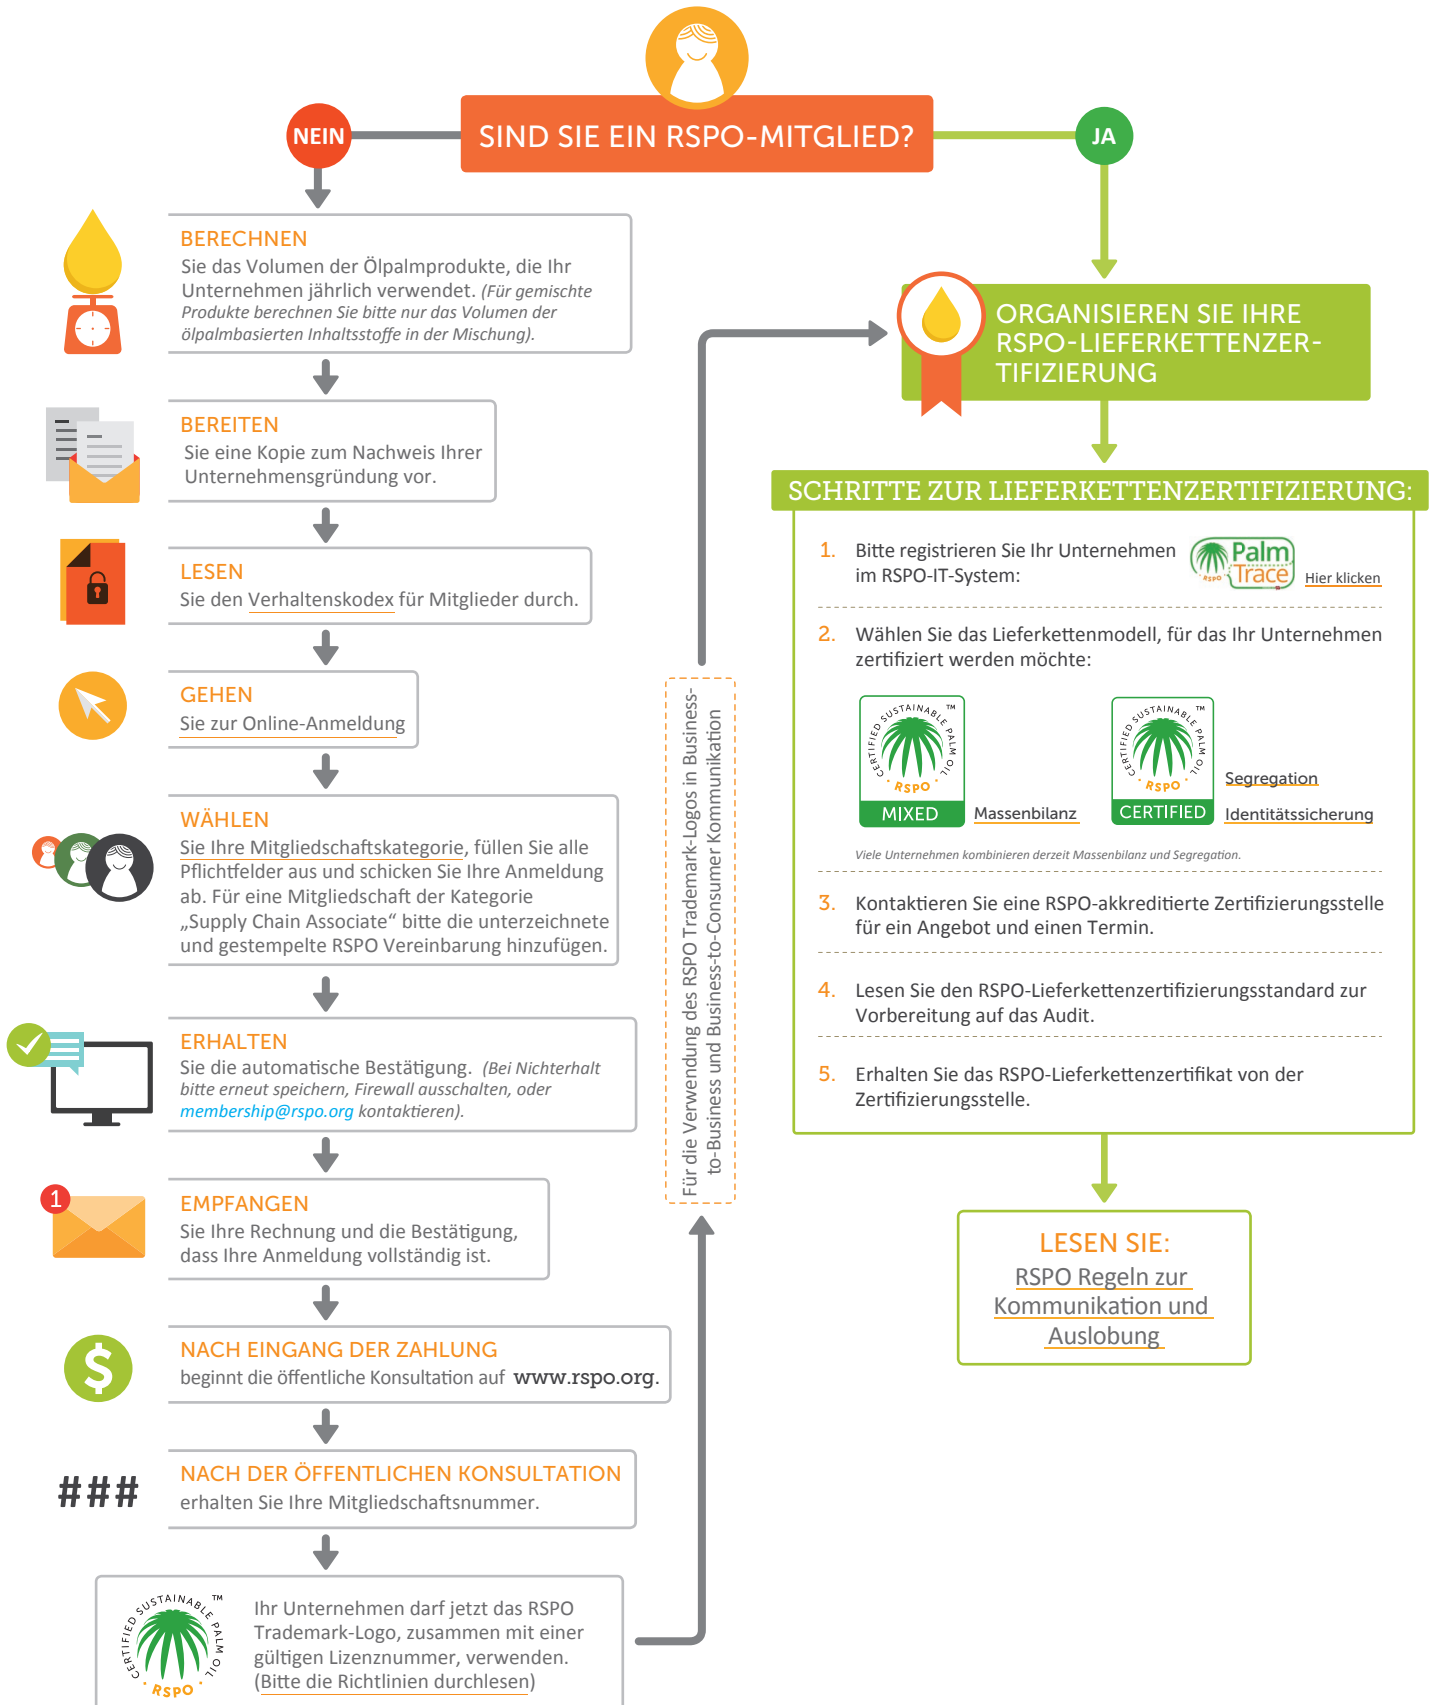 SIND SIE EIN RSPO-MITGLIED?
NEIN
JA
BERECHNEN
Sie das Volumen der Ölpalmprodukte, die Ihr
Unternehmen jährlich verwendet. (Für gemischte
Produkte berechnen Sie bitte nur das Volumen der
ölpalmbasierten Inhaltsstoffe in der Mischung).
BEREITEN
Sie eine Kopie zum Nachweis Ihrer
Unternehmensgründung vor.
LESEN
Sie den Verhaltenskodex für Mitglieder durch.
GEHEN
Sie zur Online-Anmeldung
WÄHLEN
Sie Ihre Mitgliedschaftskategorie, füllen Sie alle
Pflichtfelder aus und schicken Sie Ihre Anmeldung
ab. Für eine Mitgliedschaft der Kategorie
„Supply Chain Associate“ bitte die unterzeichnete
und gestempelte RSPO Vereinbarung hinzufügen.
ERHALTEN
Sie die automatische Bestätigung. (Bei Nichterhalt
bitte erneut speichern, Firewall ausschalten, oder
membership@rspo.org kontaktieren).
1
EMPFANGEN
Sie Ihre Rechnung und die Bestätigung,
dass Ihre Anmeldung vollständig ist.
$
NACH EINGANG DER ZAHLUNG
beginnt die öffentliche Konsultation auf www.rspo.org.
###
NACH DER ÖFFENTLICHEN KONSULTATION
erhalten Sie Ihre Mitgliedschaftsnummer.
CERTIFIED SUSTAINABLE PALM OIL ™
RSPO
Ihr Unternehmen darf jetzt das RSPO
Trademark-Logo, zusammen mit einer
gültigen Lizenznummer, verwenden.
(Bitte die Richtlinien durchlesen)
Für die Verwendung des RSPO Trademark-Logos in Business-
to-Business und Business-to-Consumer Kommunikation
ORGANISIEREN SIE IHRE
RSPO-LIEFERKETTENZER-
TIFIZIERUNG
SCHRITTE ZUR LIEFERKETTENZERTIFIZIERUNG:
1. Bitte registrieren Sie Ihr Unternehmen
im RSPO-IT-System:
RSPO
Palm
Trace
Hier klicken
2. Wählen Sie das Lieferkettenmodell, für das Ihr Unternehmen
zertifiziert werden möchte:
CERTIFIED SUSTAINABLE PALM OIL ™
RSPO
MIXED
Massenbilanz
CERTIFIED SUSTAINABLE PALM OIL ™
RSPO
CERTIFIED
Segregation
Identitätssicherung
Viele Unternehmen kombinieren derzeit Massenbilanz und Segregation.
3. Kontaktieren Sie eine RSPO-akkreditierte Zertifizierungsstelle
für ein Angebot und einen Termin.
4. Lesen Sie den RSPO-Lieferkettenzertifizierungsstandard zur
Vorbereitung auf das Audit.
5. Erhalten Sie das RSPO-Lieferkettenzertifikat von der
Zertifizierungsstelle.
LESEN SIE:
RSPO Regeln zur
Kommunikation und
Auslobung